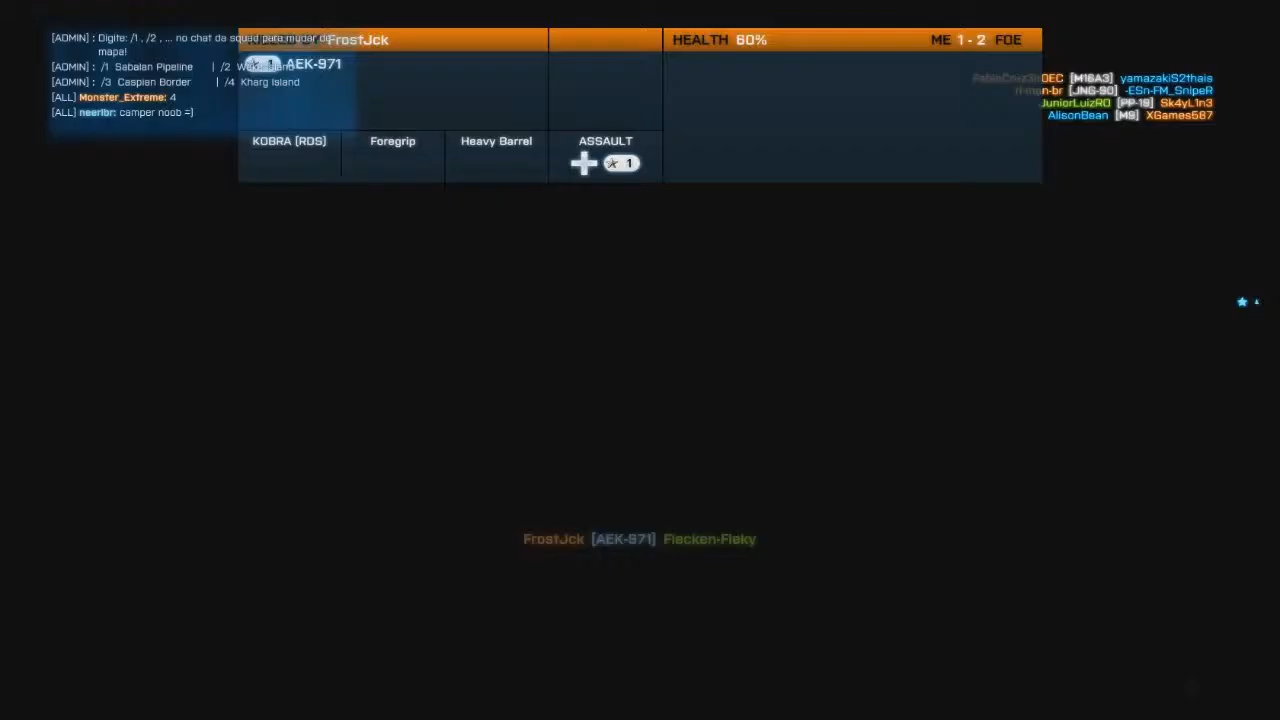 [ADMIN] : Digite: /1 , /2 , ... no chat da squad para mudar de
mapa!
[ADMIN] : /1 Sabalan Pipeline | /2
[ADMIN] : /3 Caspian Border | /4 Kharg Island
[ALL] Monster_Extreme: 4
[ALL] neerlbr: camper noob =)
FrostJck
1 AEK-971
KOBRA [RDS] Foregrip Heavy Barrel ASSAULT
1
HEALTH 60% ME 1 - 2 FOE
[M16A3] yamazakiS2thais
[JNG-90] -ESn-FM_SnIpeR
JuniorLuizRO [PP-19] Sk4yL1n3
AlisonBean [M9] XGames587
FrostJck [AEK-971] Flecken-Fleky